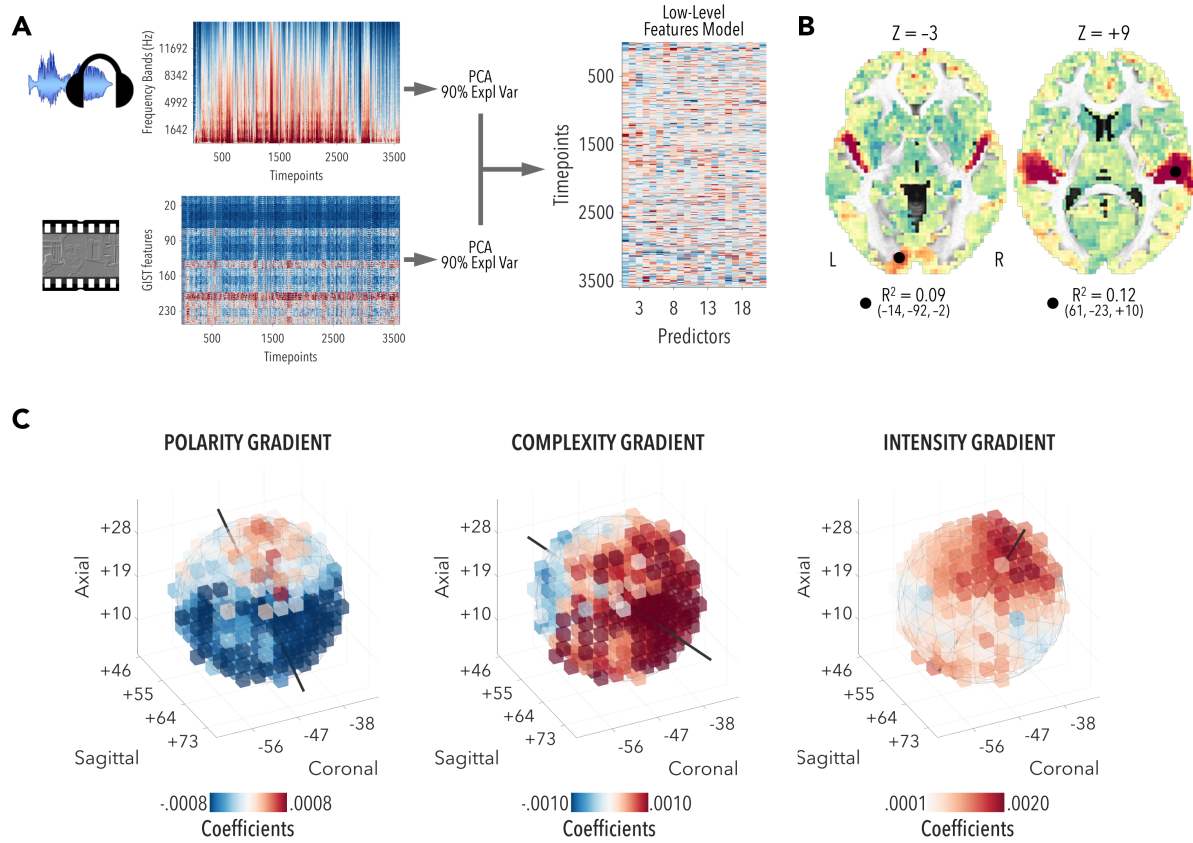 A
Frequency Bands (Hz)
11692
8342
4992
1642
500
1500
2500
3500
Timepoints
PCA
90% Expl Var
GIST features
20
90
160
230
500
1500
2500
3500
Timepoints
PCA
90% Expl Var
Low-Level
Features Model
Timepoints
500
1500
2500
3500
3
8
13
18
Predictors
B
Z = –3
Z = +9
L
R
R² = 0.09
(–14, –92, –2)
R² = 0.12
(61, –23, +10)
C
POLARITY GRADIENT
Axial
+28
+19
+10
+46
+55
+64
+73
Sagittal
-56
-47
-38
Coronal
-.0008
.0008
Coefficients
COMPLEXITY GRADIENT
Axial
+28
+19
+10
+46
+55
+64
+73
Sagittal
-56
-47
-38
Coronal
-.0010
.0010
Coefficients
INTENSITY GRADIENT
Axial
+28
+19
+10
+46
+55
+64
+73
Sagittal
-56
-47
-38
Coronal
.0001
.0020
Coefficients